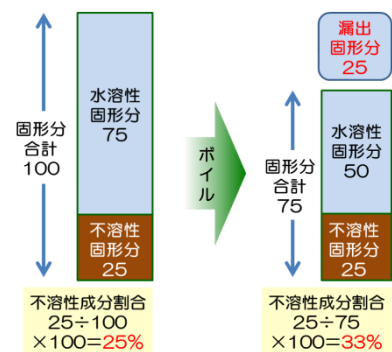 固形分
合計
100
水溶性
固形分
75
不溶性
固形分
25
不溶性成分割合
25÷100
×100=25%
ボイル
漏出
固形分
25
固形分
合計
75
水溶性
固形分
50
不溶性
固形分
25
不溶性成分割合
25÷75
×100=33%